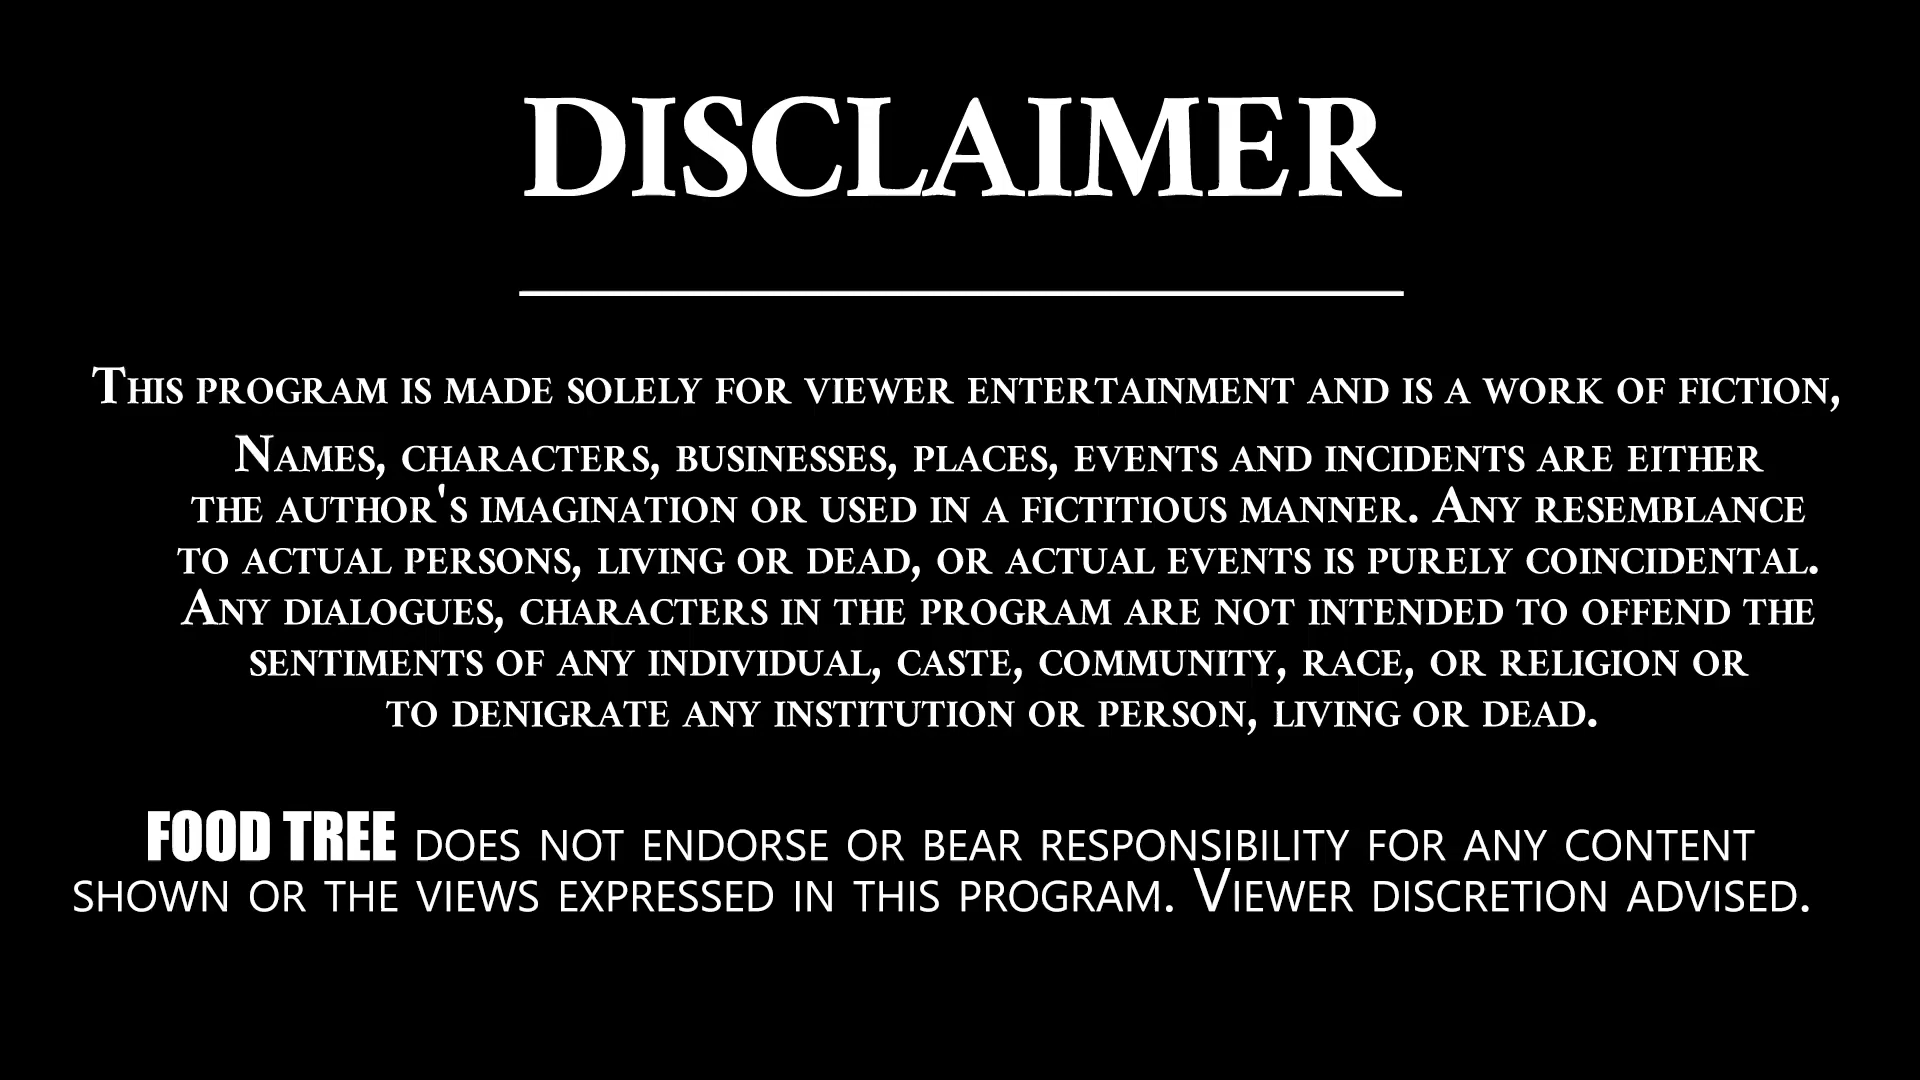 DISCLAIMER
This program is made solely for viewer entertainment and is a work of fiction,
Names, characters, businesses, places, events and incidents are either
the author's imagination or used in a fictitious manner. Any resemblance
to actual persons, living or dead, or actual events is purely coincidental.
Any dialogues, characters in the program are not intended to offend the
sentiments of any individual, caste, community, race, or religion or
to denigrate any institution or person, living or dead.
FOOD TREE does not endorse or bear responsibility for any content
shown or the views expressed in this program. Viewer discretion advised.